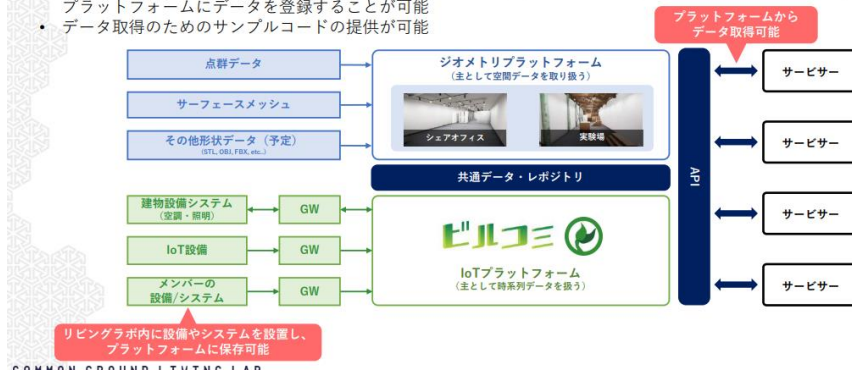 プラットフォームにデータを登録することが可能
• データ取得のためのサンプルコードの提供が可能
プラットフォームから
データ取得可能
点群データ
サーフェースメッシュ
その他形状データ（予定）
(STL, OBJ, FBX, etc..)
ジオメトリプラットフォーム
（主として空間データを取り扱う）
シェアオフィス
実験場
共通データ・レポジトリ
建物設備システム
（空調・照明）
GW
IoT設備
GW
メンバーの
設備/システム
GW
ビルコミ
IoTプラットフォーム
（主として時系列データを扱う）
API
サービサー
サービサー
サービサー
サービサー
リビングラボ内に設備やシステムを設置し、
プラットフォームに保存可能
COMMON GROUND LIVING LAB